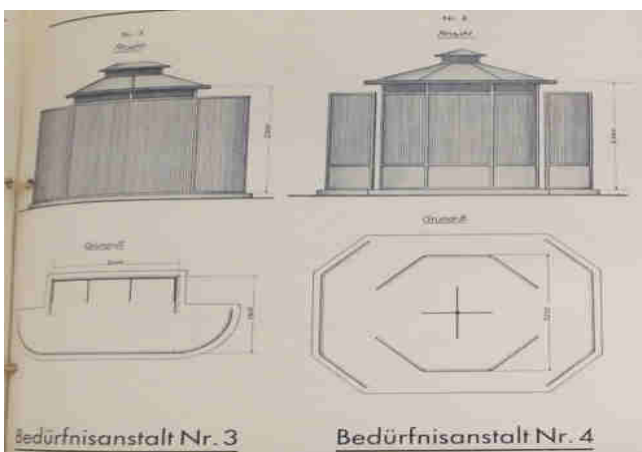 Nr. 3
Ansicht
Nr. 4
Ansicht
Grundriß
Grundriß
Bedürfnisanstalt Nr. 3
Bedürfnisanstalt Nr. 4